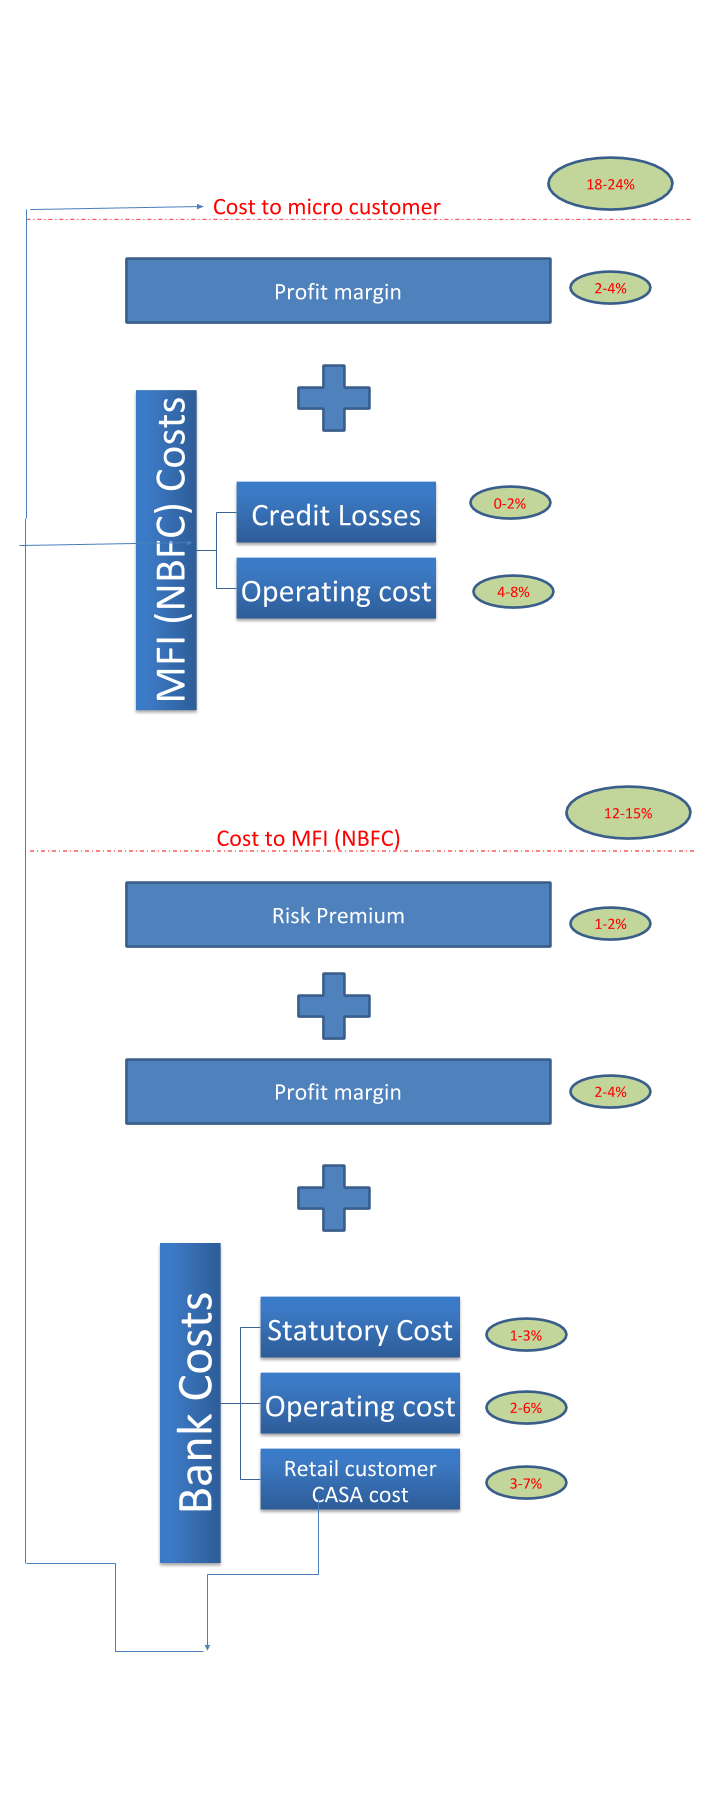 18-24%
Cost to micro customer
Profit margin
2-4%
MFI (NBFC) Costs
Credit Losses
0-2%
Operating cost
4-8%
12-15%
Cost to MFI (NBFC)
Risk Premium
1-2%
Profit margin
2-4%
Bank Costs
Statutory Cost
1-3%
Operating cost
2-6%
Retail customer
CASA cost
3-7%